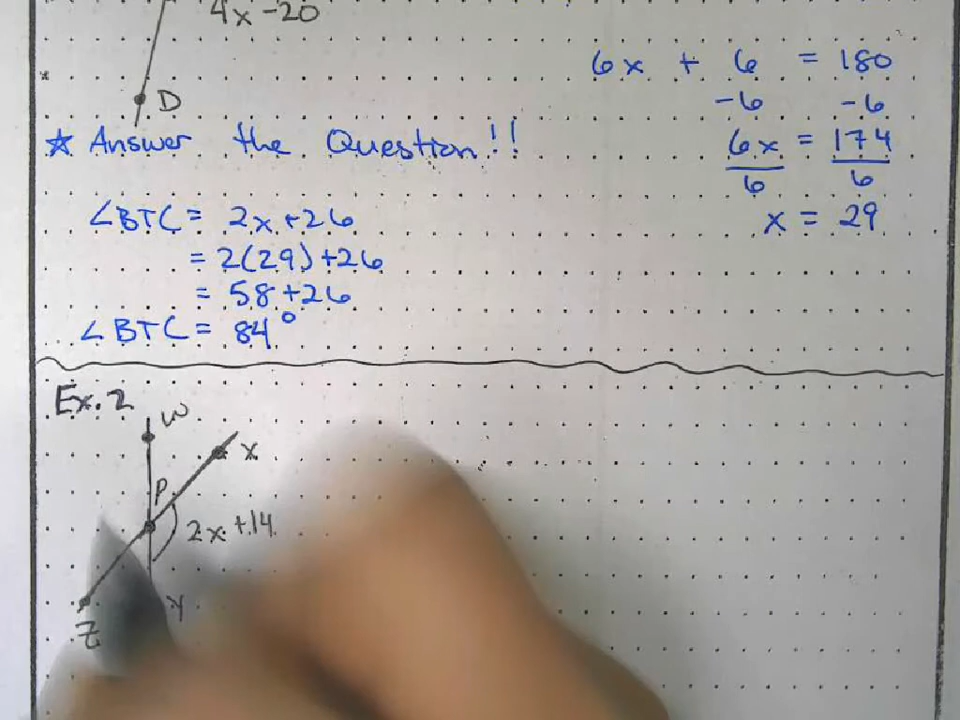 4x -20
D
6x + 6 = 180
-6 -6
6x = 174
6 6
x = 29
☆ Answer the Question!!
∠BTC = 2x+26
= 2(29)+26
= 58+26
∠BTC = 84°
Ex. 2
W
X
P
2x+14
Y
Z